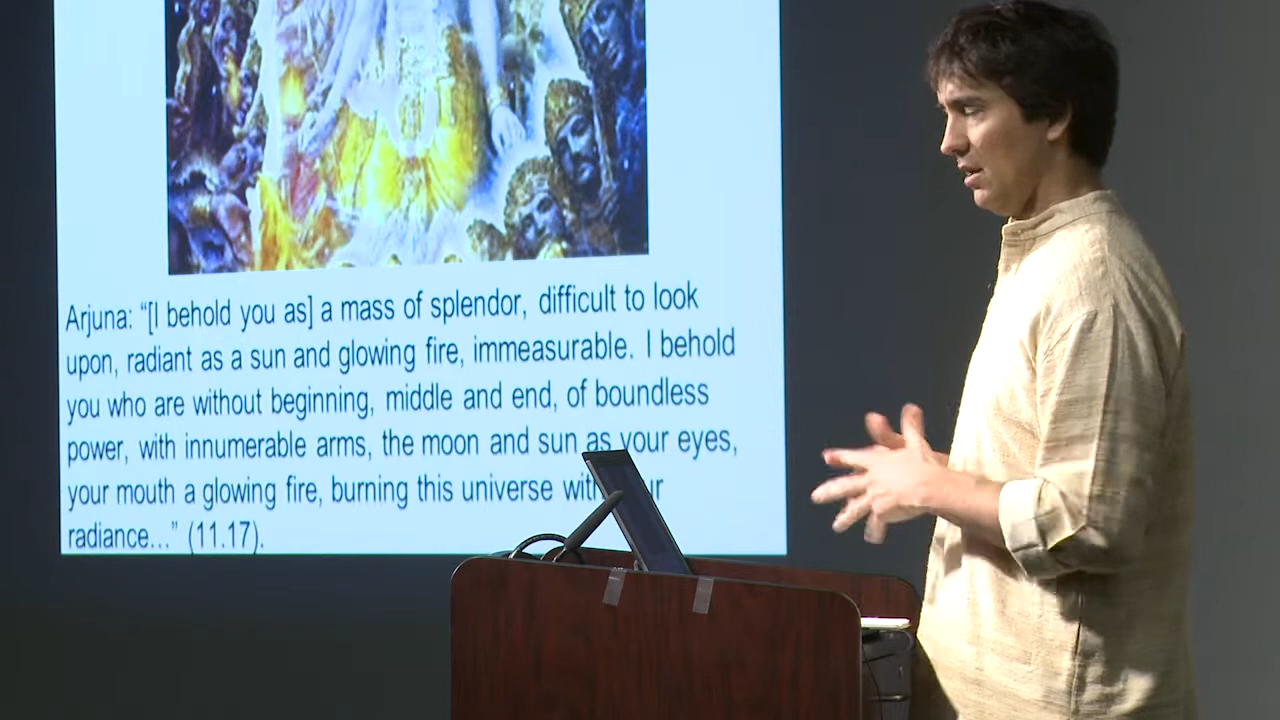 Arjuna: “[I behold you as] a mass of splendor, difficult to look
upon, radiant as a sun and glowing fire, immeasurable. I behold
you who are without beginning, middle and end, of boundless
power, with innumerable arms, the moon and sun as your eyes,
your mouth a glowing fire, burning this universe with your
radiance...” (11.17).